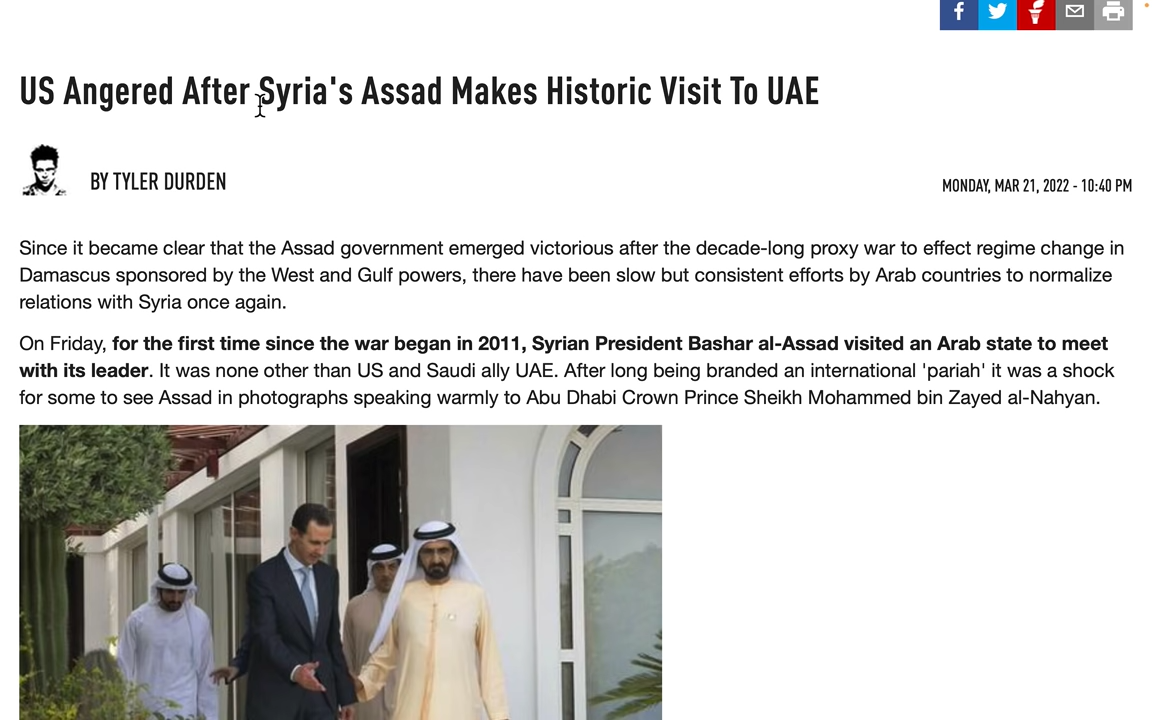 US Angered After Syria's Assad Makes Historic Visit To UAE
BY TYLER DURDEN
MONDAY, MAR 21, 2022 - 10:40 PM
Since it became clear that the Assad government emerged victorious after the decade-long proxy war to effect regime change in
Damascus sponsored by the West and Gulf powers, there have been slow but consistent efforts by Arab countries to normalize
relations with Syria once again.
On Friday, for the first time since the war began in 2011, Syrian President Bashar al-Assad visited an Arab state to meet
with its leader. It was none other than US and Saudi ally UAE. After long being branded an international 'pariah' it was a shock
for some to see Assad in photographs speaking warmly to Abu Dhabi Crown Prince Sheikh Mohammed bin Zayed al-Nahyan.